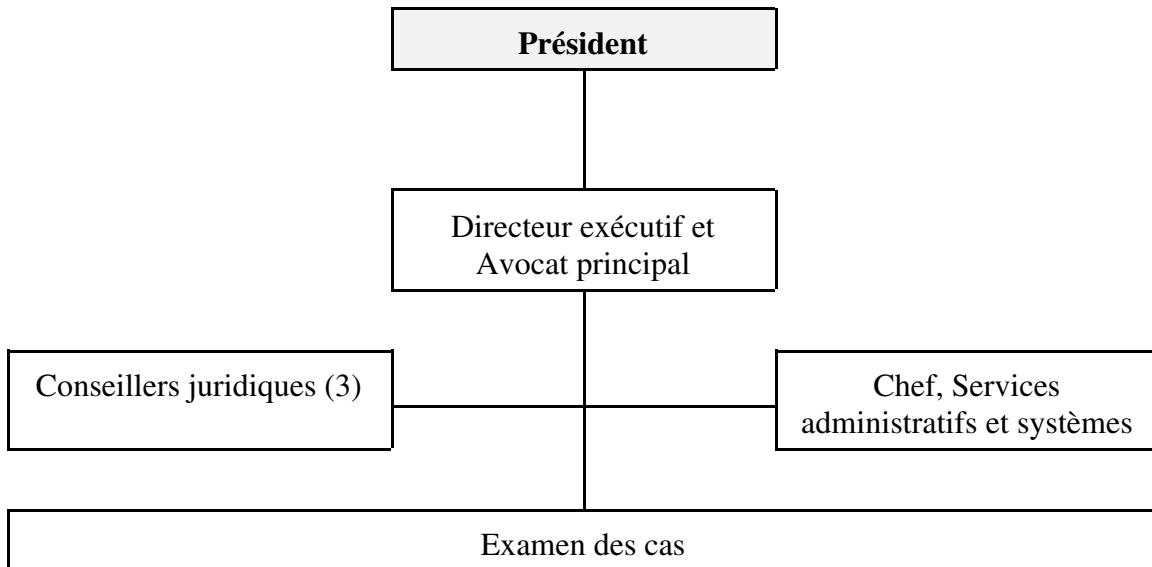 Président
Directeur exécutif et
Avocat principal
Conseillers juridiques (3)
Chef, Services
administratifs et systèmes
Examen des cas